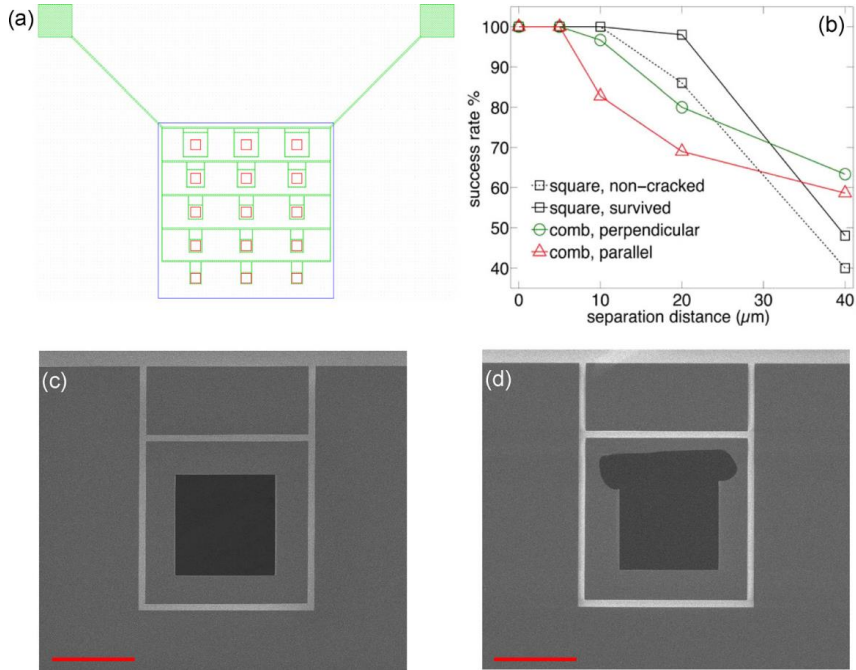 (a)
(b)
success rate %
100
90
80
70
60
50
40
square, non-cracked
square, survived
comb, perpendicular
comb, parallel
0
10
20
30
40
separation distance (µm)
(c)
(d)